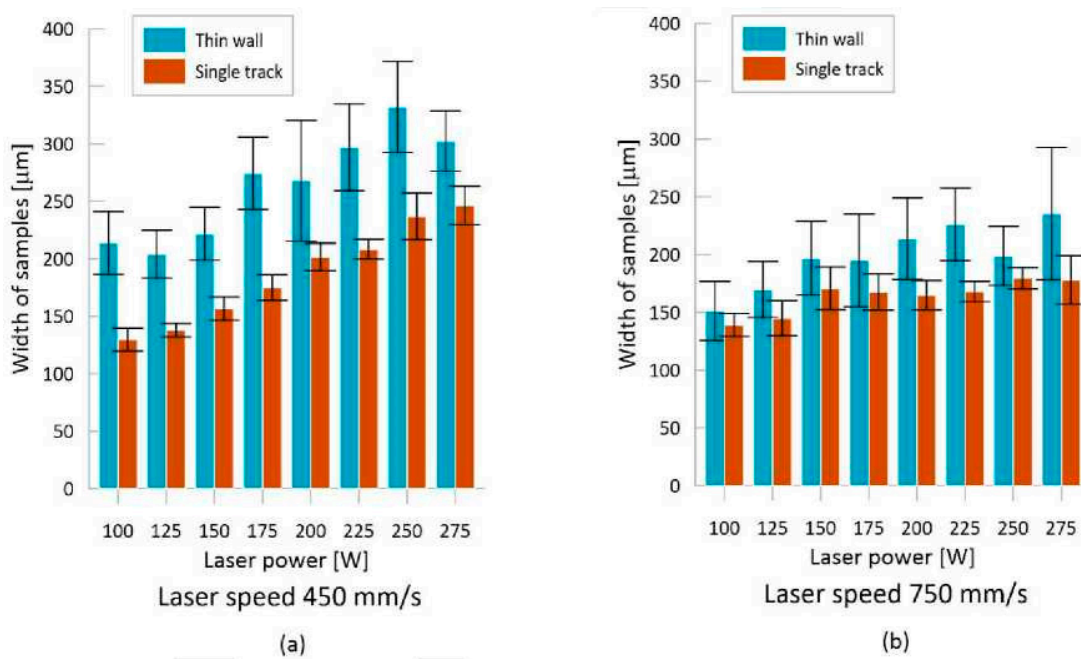 400
350
300
250
200
150
100
50
0
Width of samples [μm]
Thin wall
Single track
100 125 150 175 200 225 250 275
Laser power [W]
Laser speed 450 mm/s
(a)
400
350
300
250
200
150
100
50
0
Width of samples [μm]
Thin wall
Single track
100 125 150 175 200 225 250 275
Laser power [W]
Laser speed 750 mm/s
(b)